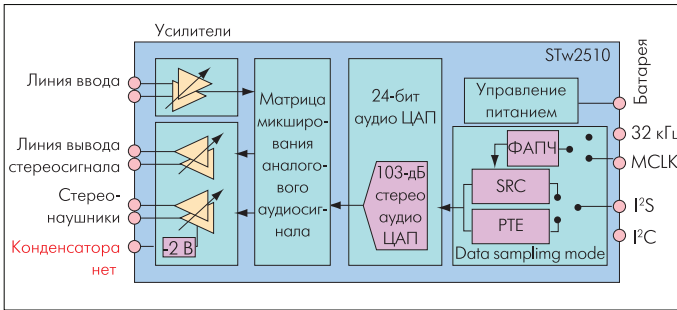 Усилители
STw2510
Линия ввода
Линия вывода
стереосигнала
Стерео-
наушники
Конденсатора
нет
-2 В
Матрица
микширо-
вания
аналого-
вого
аудиосиг-
нала
24-бит
аудио ЦАП
103-дБ
стерео
аудио
ЦАП
Управление
питанием
ФАПЧ
SRC
PTE
Data samplimg mode
Батарея
32 кГц
MCLK
I²S
I²C